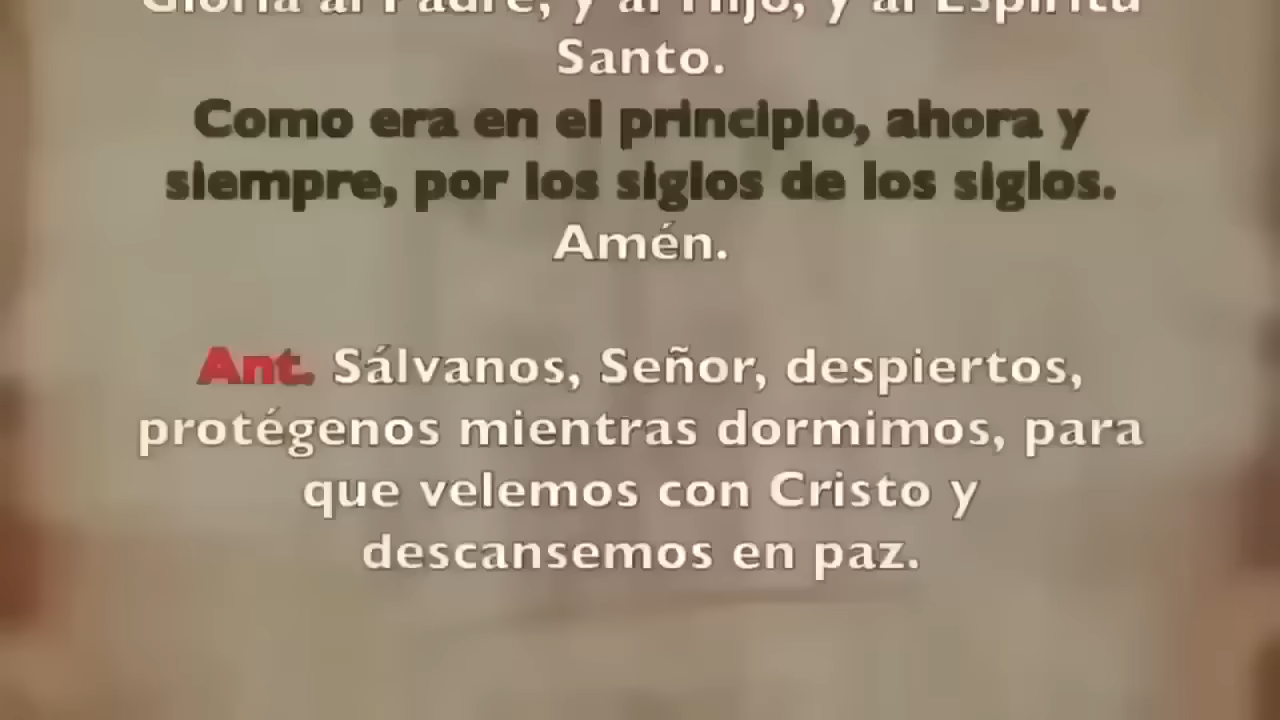 Gloria al Padre, y al Hijo, y al Espíritu
Santo.
Como era en el principio, ahora y
siempre, por los siglos de los siglos.
Amén.
Ant. Sálvanos, Señor, despiertos,
protégenos mientras dormimos, para
que velemos con Cristo y
descansemos en paz.